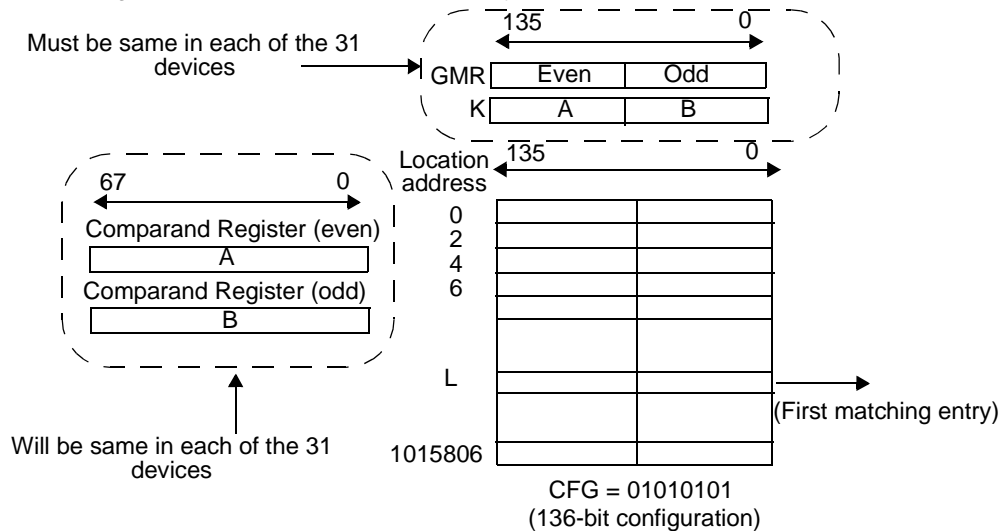 135 0
Must be same in each of the 31
devices
GMR Even Odd
K A B
Location
address
135 0
67 0
Comparand Register (even)
A
Comparand Register (odd)
B
0
2
4
6
L
(First matching entry)
Will be same in each of the 31
devices
1015806
CFG = 01010101
(136-bit configuration)